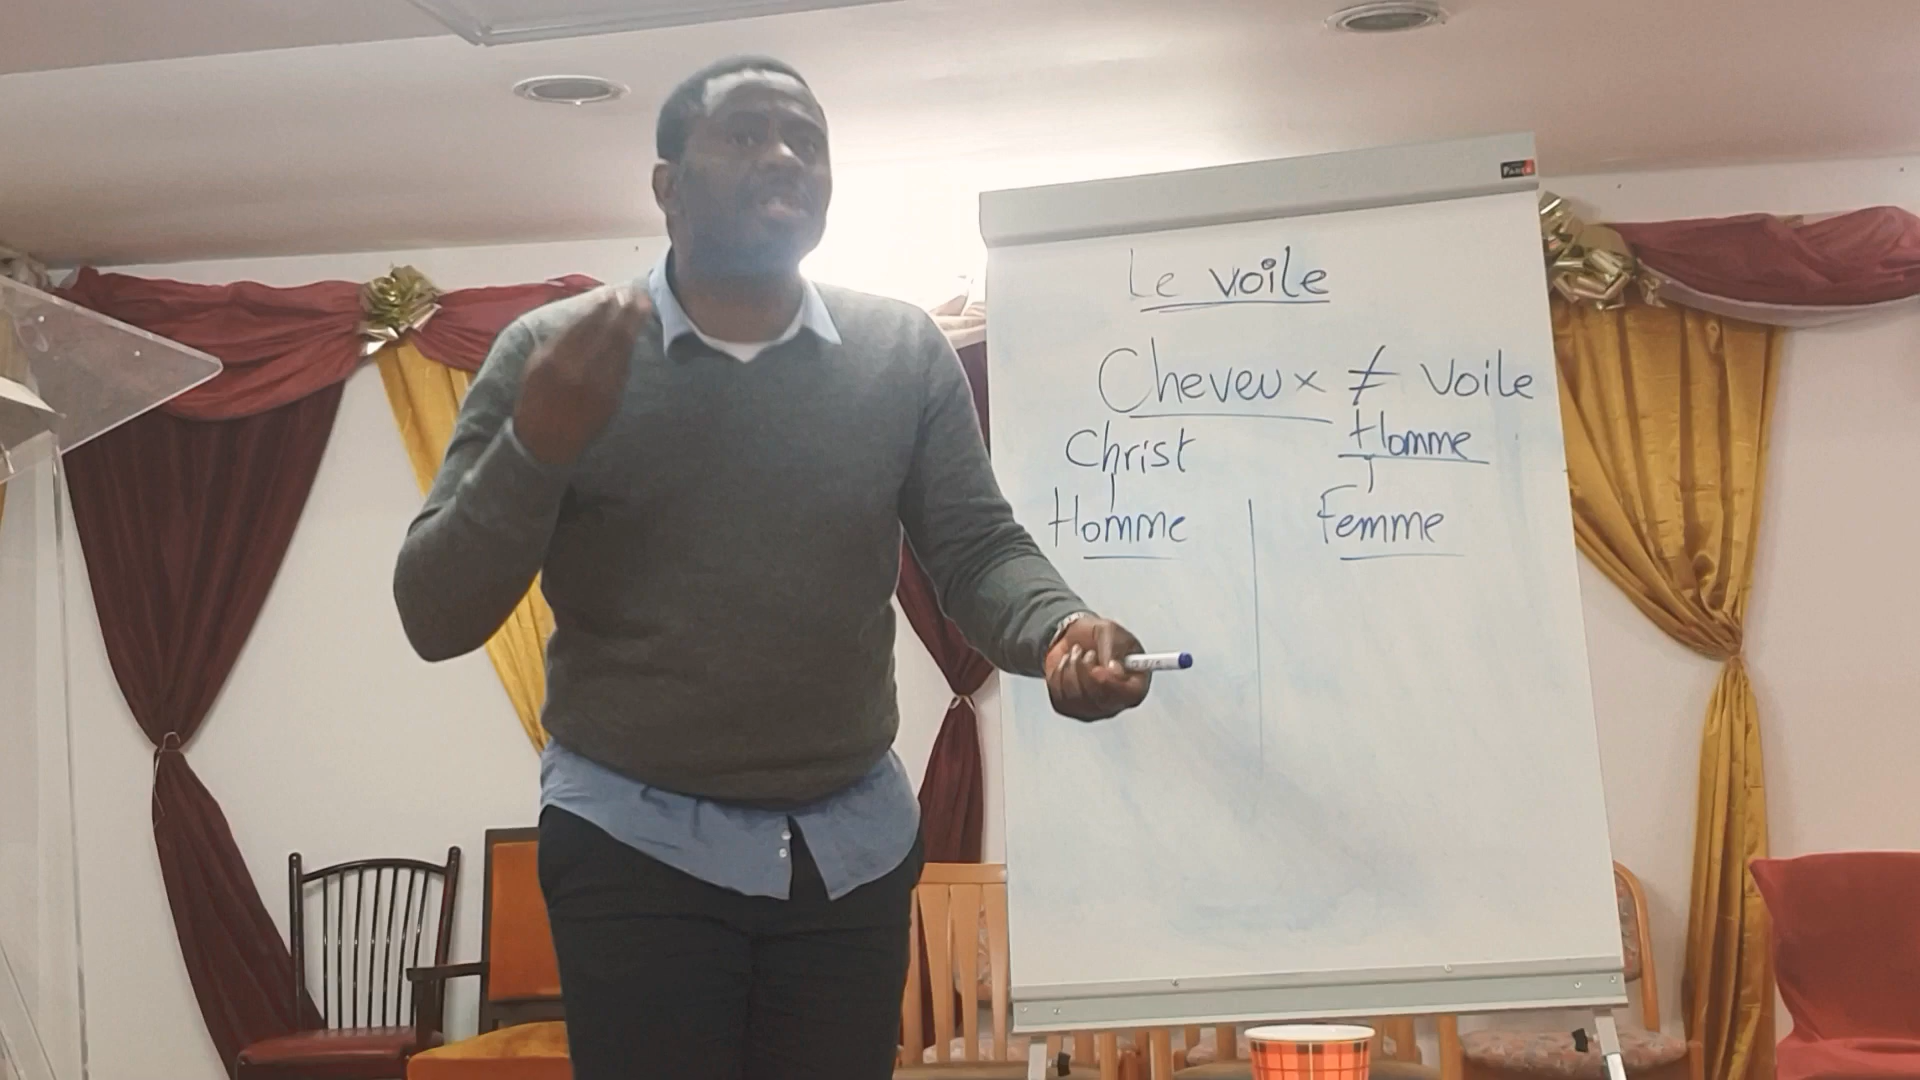 Le voile
Cheveux ≠ Voile
Christ
Homme
Homme
Femme